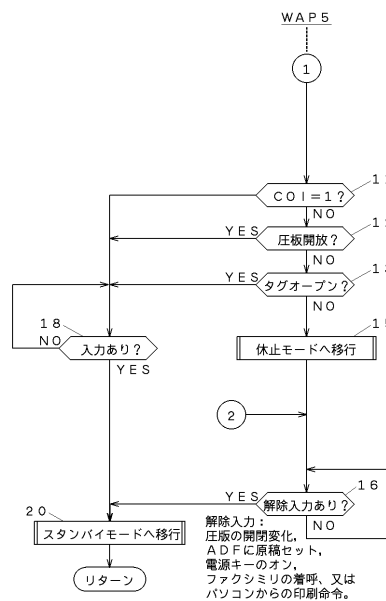 WAP5
1
COI=1?
NO
YES
圧板開放?
NO
YES
タグオープン?
NO
18
NO
入力あり?
YES
休止モードへ移行
2
16
YES
解除入力あり?
NO
20
スタンバイモードへ移行
リターン
解除入力:
圧版の開閉変化,
ADFに原稿セット,
電源キーのオン,
ファクシミリの着呼、又は
パソコンからの印刷命令。